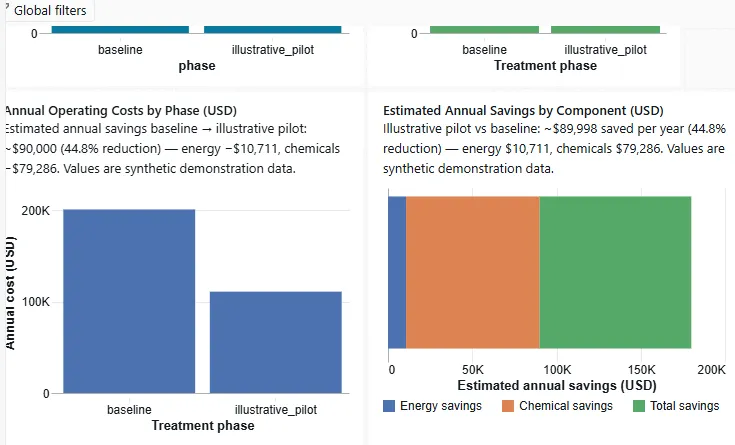 Global filters
0
baseline
illustrative_pilot
phase
0
baseline
illustrative_pilot
Treatment phase
Annual Operating Costs by Phase (USD)
Estimated annual savings baseline → illustrative pilot:
~$90,000 (44.8% reduction) — energy −$10,711, chemicals
−$79,286. Values are synthetic demonstration data.
200K
100K
0
Annual cost (USD)
baseline
illustrative_pilot
Treatment phase
Estimated Annual Savings by Component (USD)
Illustrative pilot vs baseline: ~$89,998 saved per year (44.8%
reduction) — energy $10,711, chemicals $79,286. Values are
synthetic demonstration data.
0
50K
100K
150K
200K
Estimated annual savings (USD)
Energy savings
Chemical savings
Total savings